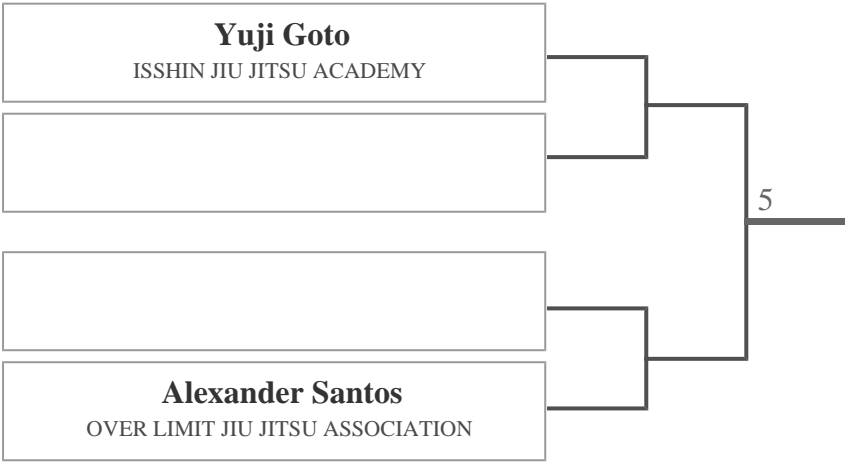 Yuji Goto
ISSHIN JIU JITSU ACADEMY
5
Alexander Santos
OVER LIMIT JIU JITSU ASSOCIATION